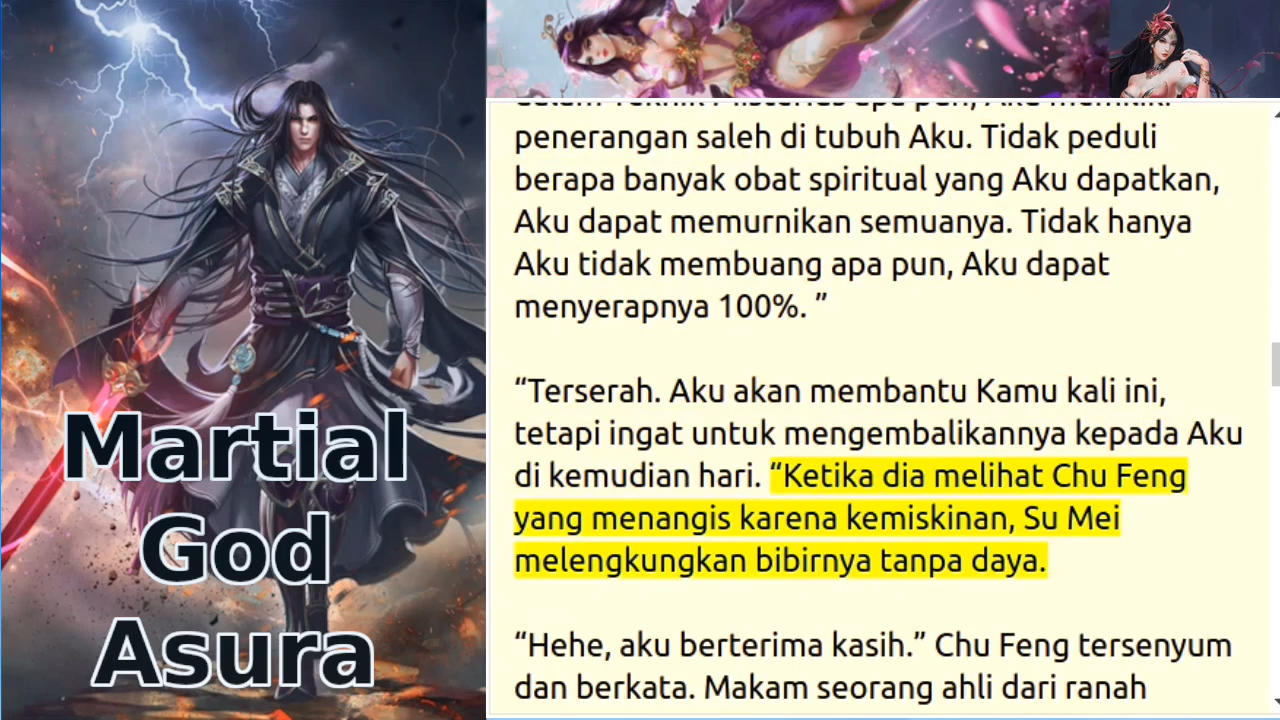 Martial
God
Asura
penerangan saleh di tubuh Aku. Tidak peduli
berapa banyak obat spiritual yang Aku dapatkan,
Aku dapat memurnikan semuanya. Tidak hanya
Aku tidak membuang apa pun, Aku dapat
menyerapnya 100%. ”
“Terserah. Aku akan membantu Kamu kali ini,
tetapi ingat untuk mengembalikannya kepada Aku
di kemudian hari. “Ketika dia melihat Chu Feng
yang menangis karena kemiskinan, Su Mei
melengkungkan bibirnya tanpa daya.
“Hehe, aku berterima kasih.” Chu Feng tersenyum
dan berkata. Makam seorang ahli dari ranah